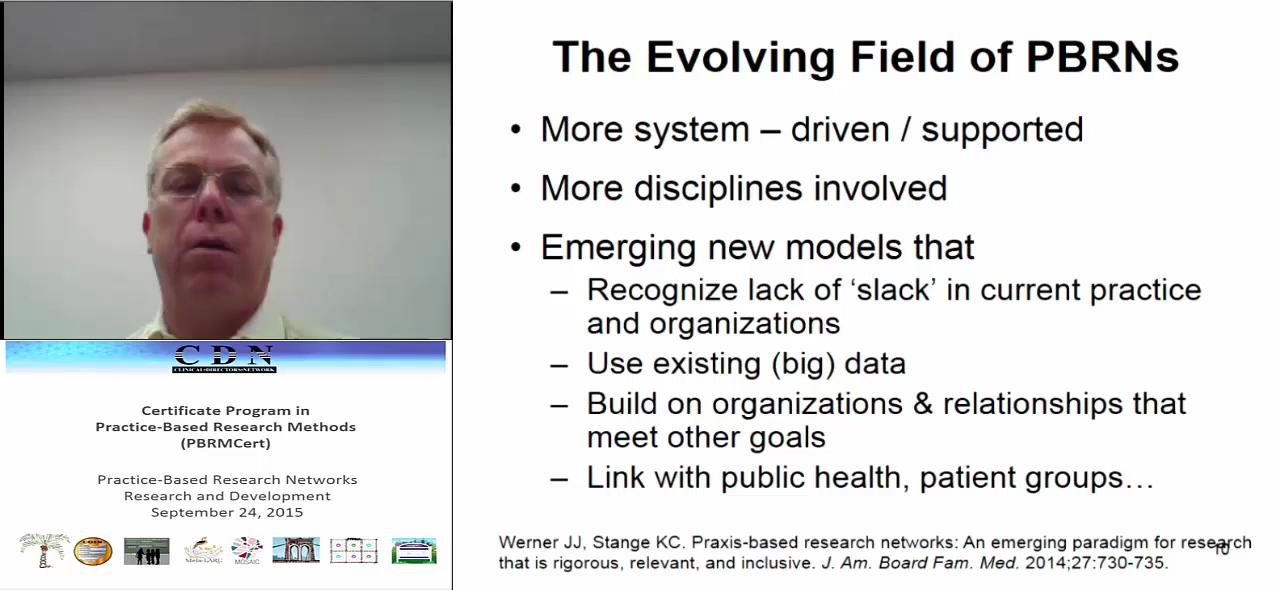 The Evolving Field of PBRNs
• More system – driven / supported
• More disciplines involved
• Emerging new models that
– Recognize lack of ‘slack’ in current practice
and organizations
– Use existing (big) data
– Build on organizations & relationships that
meet other goals
– Link with public health, patient groups…
Werner JJ, Stange KC. Praxis-based research networks: An emerging paradigm for research
that is rigorous, relevant, and inclusive. J. Am. Board Fam. Med. 2014;27:730-735.
10
CDN
CLINICAL DIRECTORS NETWORK
Certificate Program in
Practice-Based Research Methods
(PBRMCert)
Practice-Based Research Networks
Research and Development
September 24, 2015
MOSAIC